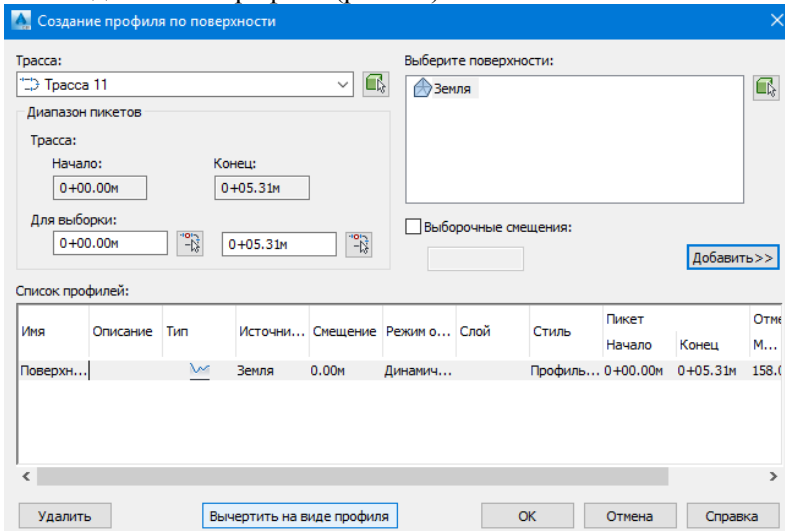 Создание профиля по поверхности
Трасса: Выберите поверхности:
Трасса 11 Земля
Диапазон пикетов
Трасса:
Начало: Конец:
0+00.00м 0+05.31м
Для выборки:
0+00.00м 0+05.31м
Выборочные смещения:
Добавить>>
Список профилей:
Имя Описание Тип Источни... Смещение Режим о... Слой Стиль Пикет Отме
Начало Конец М...
Поверхн... Земля 0.00м Динамич... Профиль... 0+00.00м 0+05.31м 158.0
Удалить Вычертить на виде профиля OK Отмена Справка